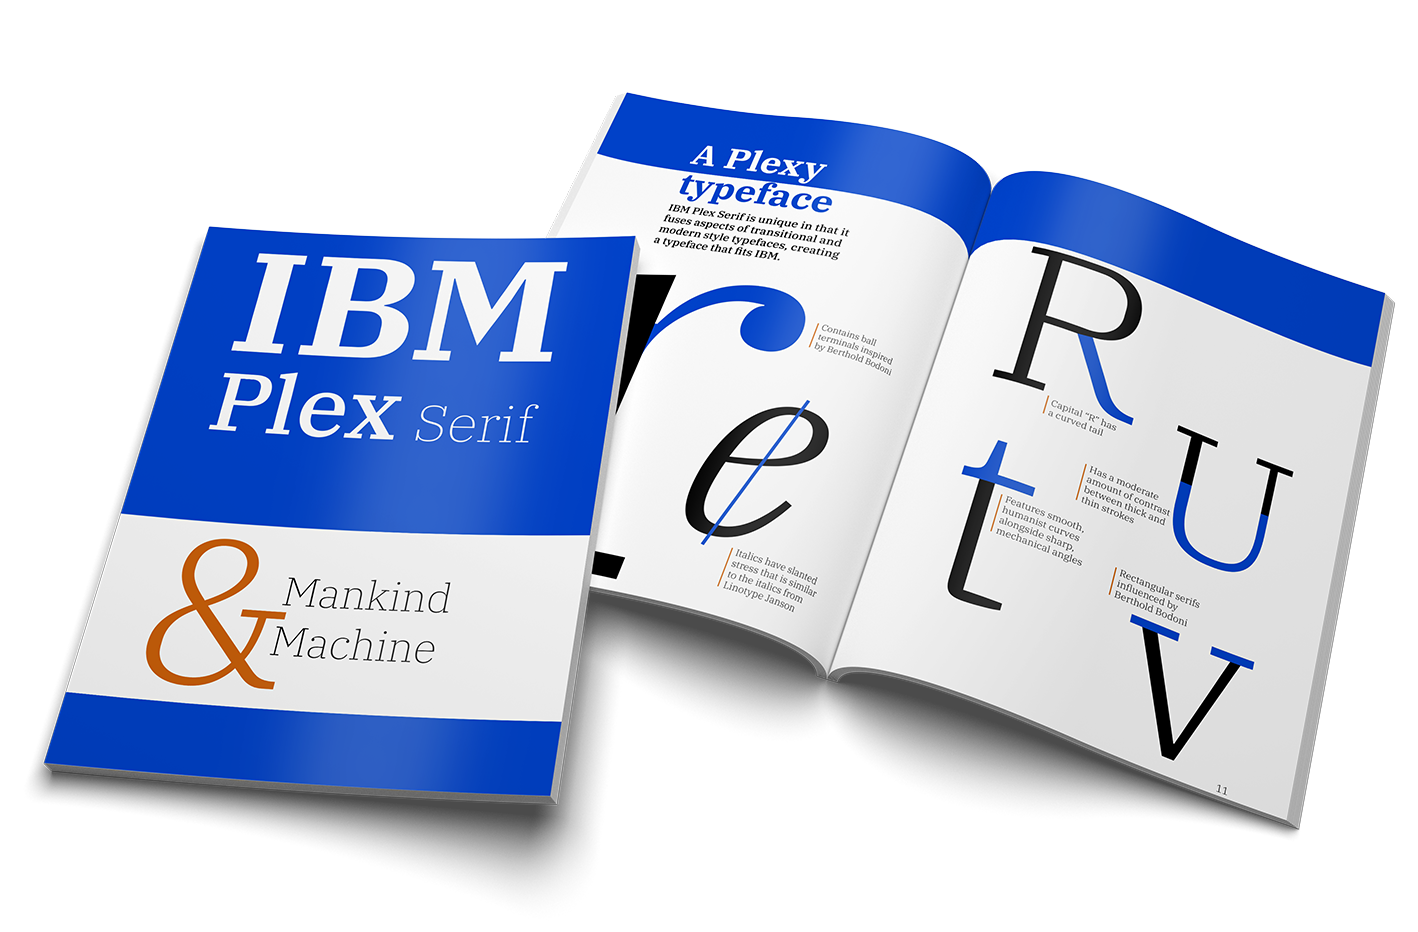 IBM
Plex Serif
& Mankind
Machine
A Plexy
typeface
IBM Plex Serif is unique in that it
fuses aspects of transitional and
modern style typefaces, creating
a typeface that fits IBM.
r
Contains ball
terminals inspired
by Berthold Bodoni
e
Italics have slanted
stress that is similar
to the italics from
Linotype Janson
R
Capital "R" has
a curved tail
t
Features smooth,
humanist curves
alongside sharp,
mechanical angles
Has a moderate
amount of contrast
between thick and
thin strokes
U
Rectangular serifs
influenced by
Berthold Bodoni
v
11